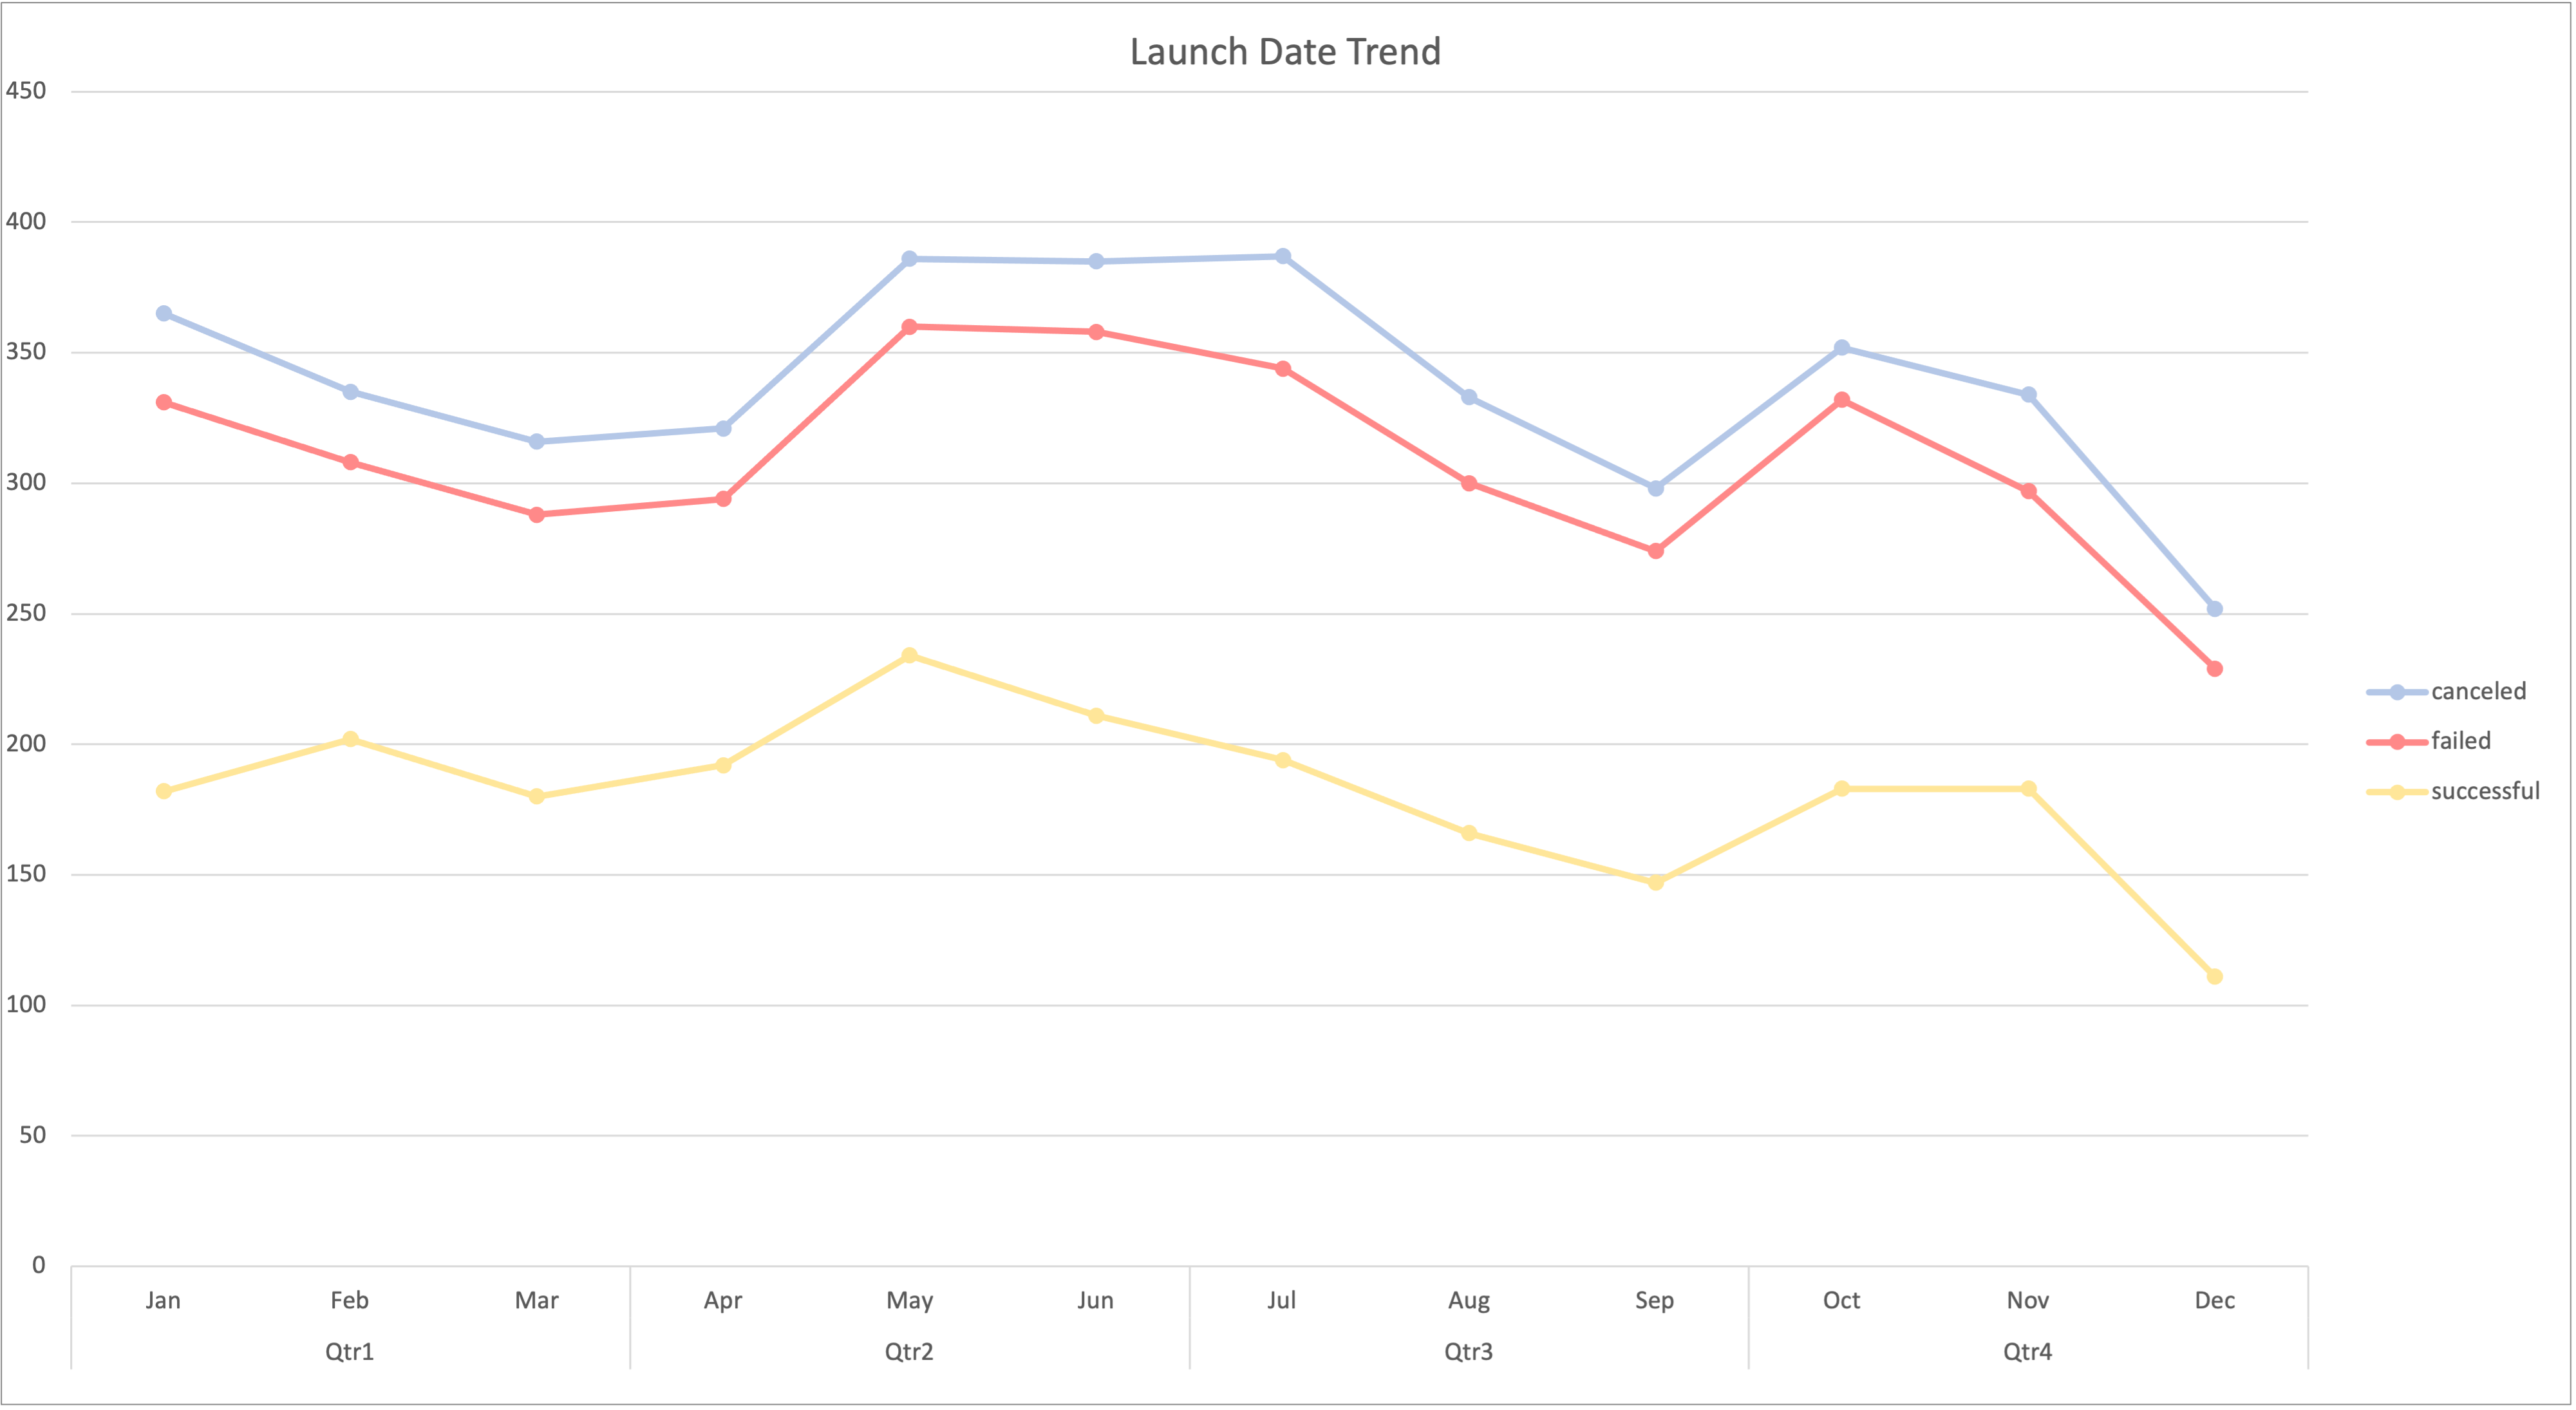 Launch Date Trend
450
400
350
300
250
200
150
100
50
0
Jan Feb Mar Apr May Jun Jul Aug Sep Oct Nov Dec
Qtr1 Qtr2 Qtr3 Qtr4
canceled
failed
successful